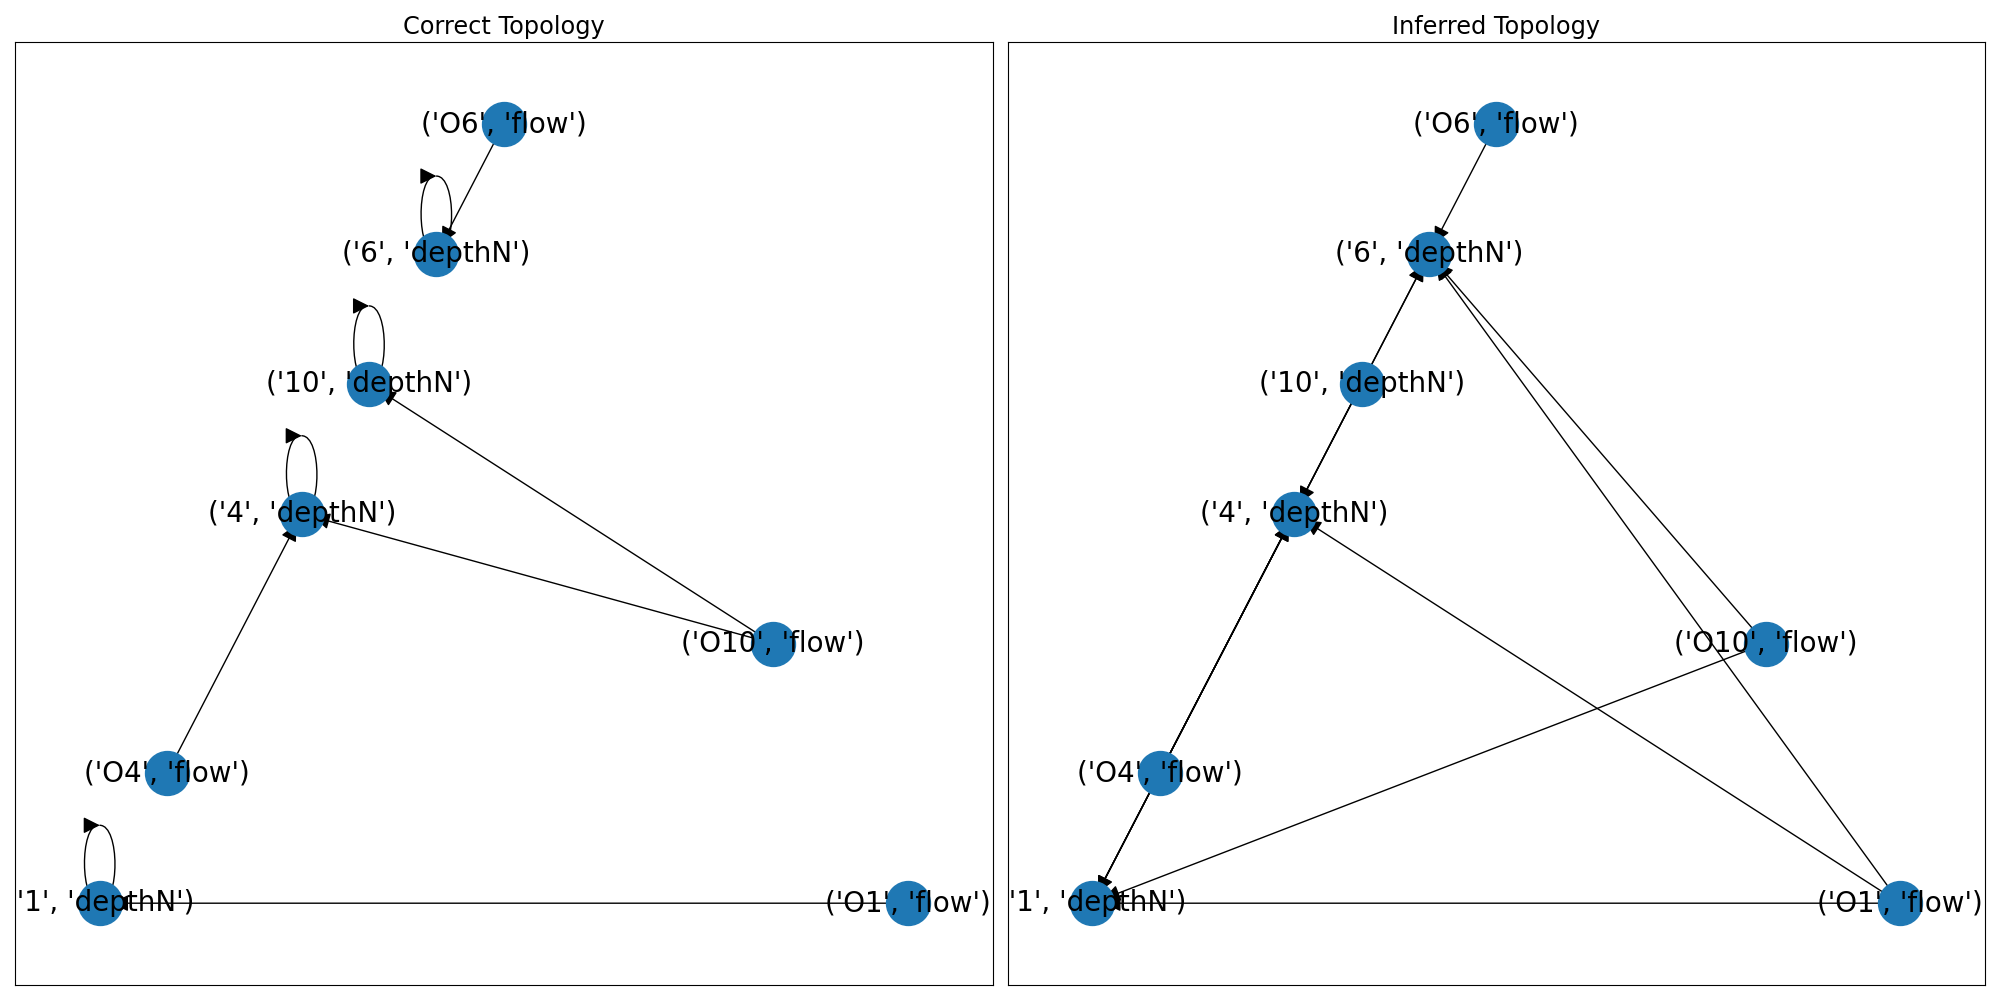 Correct Topology
('O6', 'flow')
('6', 'depthN')
('10', 'depthN')
('4', 'depthN')
('O10', 'flow')
('O4', 'flow')
'1', 'depthN')
('O1', 'flow')
Inferred Topology
('O6', 'flow')
('6', 'depthN')
('10', 'depthN')
('4', 'depthN')
('O10', 'flow')
('O4', 'flow')
'1', 'depthN')
('O1', 'flow')